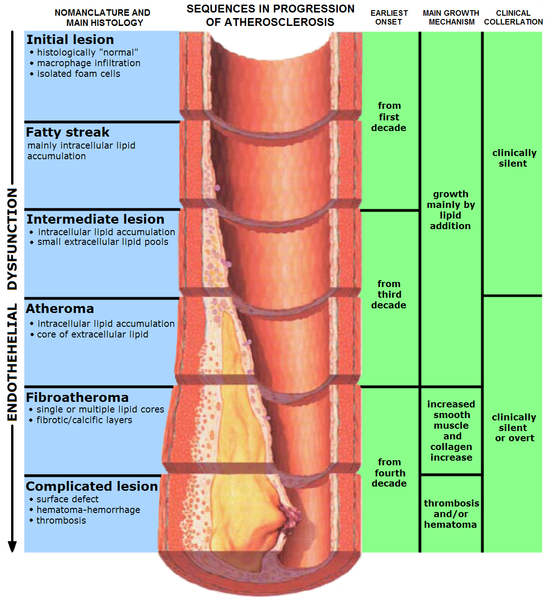 NOMACLATURE AND
MAIN HISTOLOGY
SEQUENCES IN PROGRESSION
OF ATHEROSCLEROSIS
EARLIEST
ONSET
MAIN GROWTH
MECHANISM
CLINICAL
COLLERLATION
Initial lesion
• histologically "normal"
• macrophage infiltration
• isolated foam cells
Fatty streak
mainly intracellular lipid
accumulation
Intermediate lesion
• intracellular lipid accumulation
• small extracellular lipid pools
Atheroma
• intracellular lipid accumulation
• core of extracellular lipid
Fibroatheroma
• single or multiple lipid cores
• fibrotic/calcific layers
Complicated lesion
• surface defect
• hematoma-hemorrhage
• thrombosis
ENDOTHEHELIAL DYSFUNCTION
from
first
decade
from
third
decade
from
fourth
decade
growth
mainly by
lipid
addition
increased
smooth
muscle
and
collagen
increase
thrombosis
and/or
hematoma
clinically
silent
clinically
silent
or overt